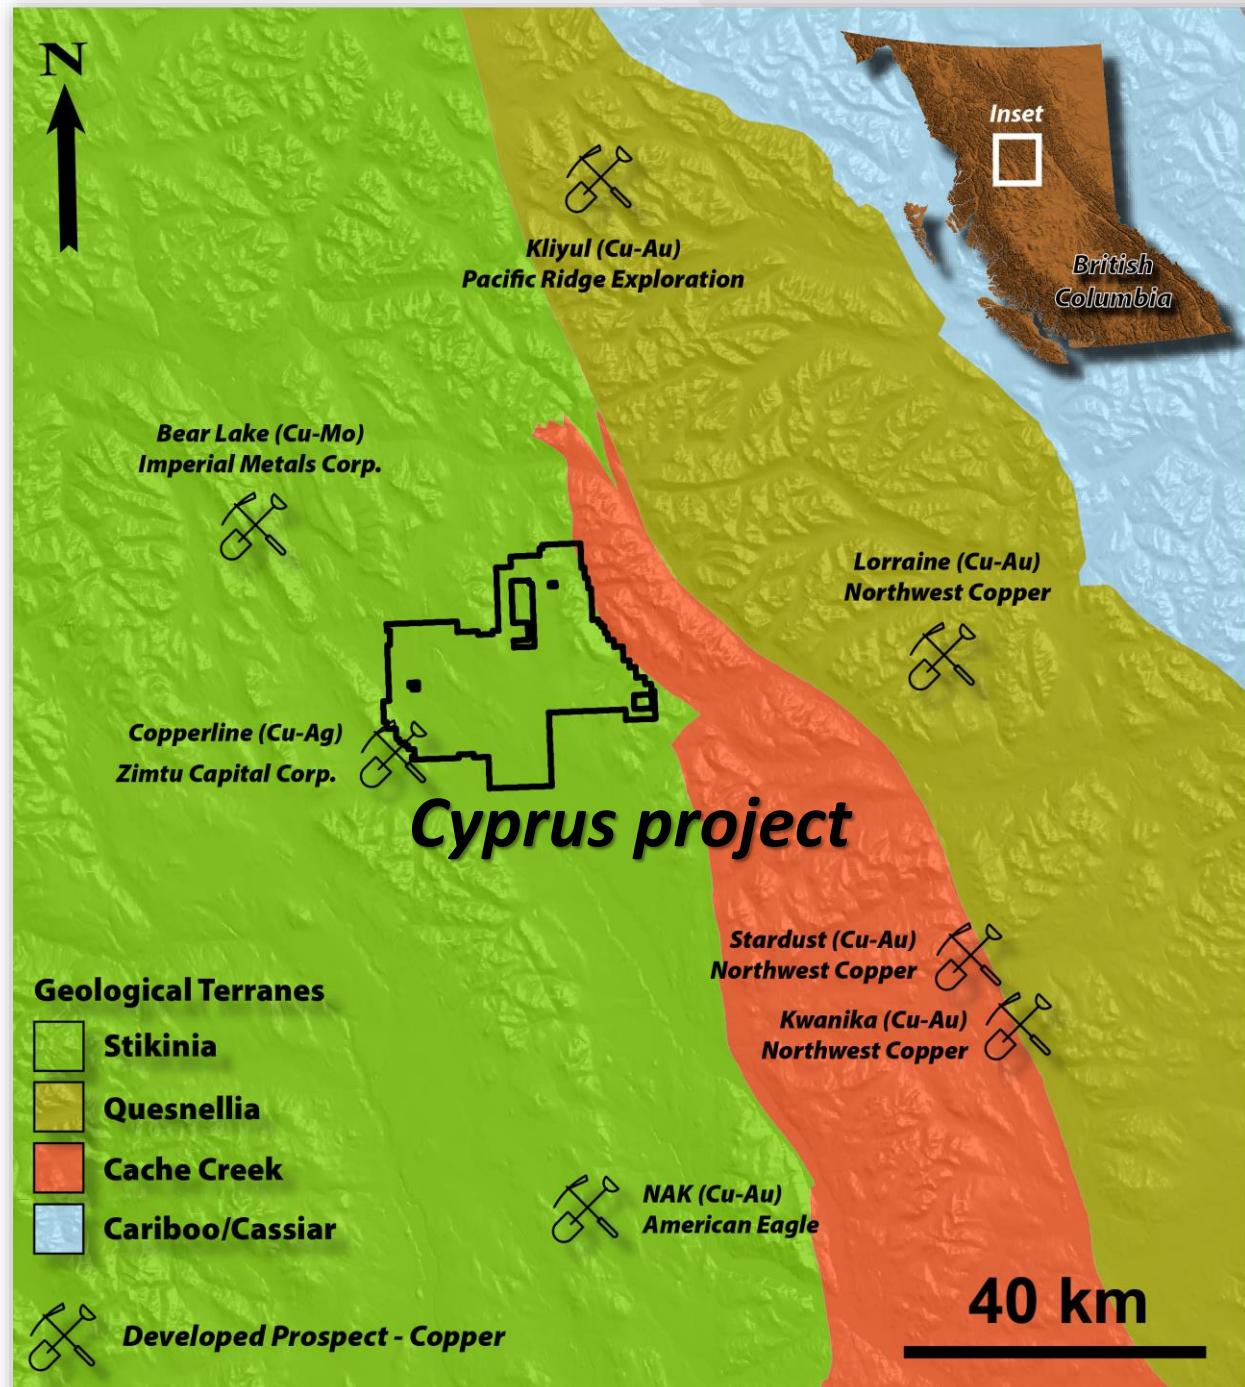 N
Inset
British
Columbia
Kliyul (Cu-Au)
Pacific Ridge Exploration
Bear Lake (Cu-Mo)
Imperial Metals Corp.
Lorraine (Cu-Au)
Northwest Copper
Copperline (Cu-Ag)
Zimtu Capital Corp.
Cyprus project
Stardust (Cu-Au)
Northwest Copper
Kwanika (Cu-Au)
Northwest Copper
NAK (Cu-Au)
American Eagle
Geological Terranes
Stikinia
Quesnellia
Cache Creek
Cariboo/Cassiar
Developed Prospect - Copper
40 km